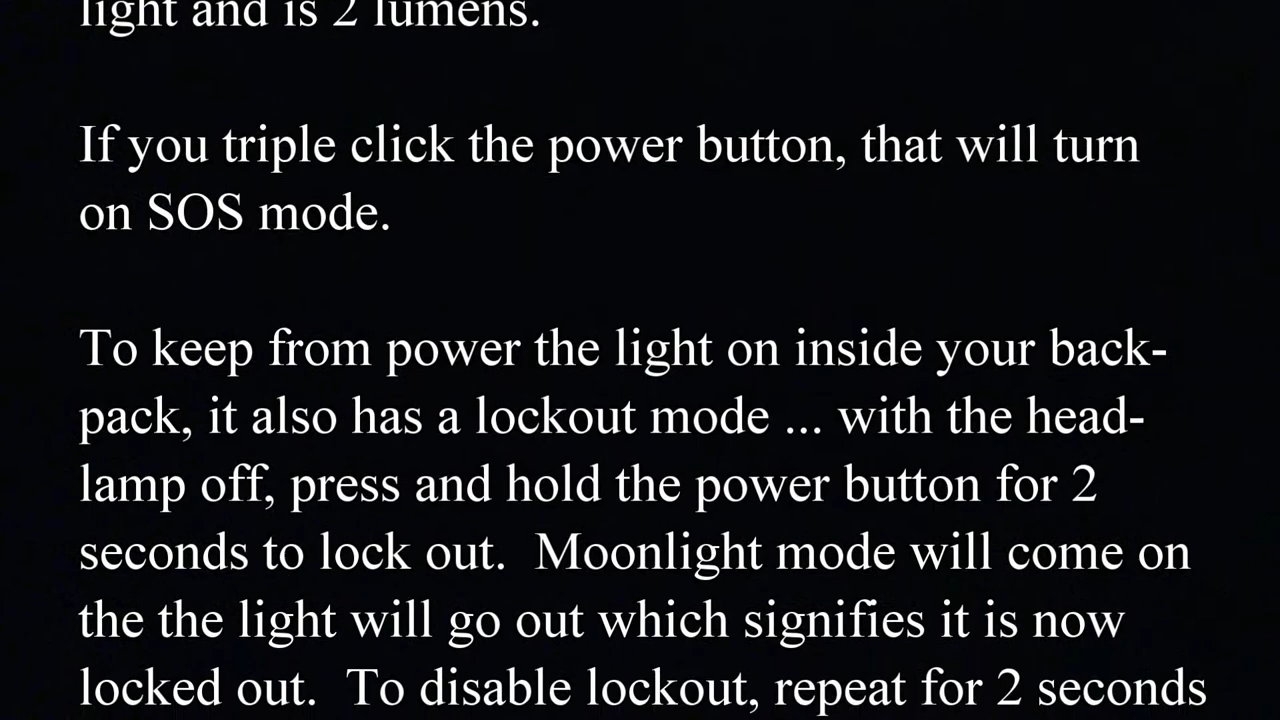 light and is 2 lumens.
If you triple click the power button, that will turn
on SOS mode.
To keep from power the light on inside your back-
pack, it also has a lockout mode ... with the head-
lamp off, press and hold the power button for 2
seconds to lock out.  Moonlight mode will come on
the the light will go out which signifies it is now
locked out.  To disable lockout, repeat for 2 seconds